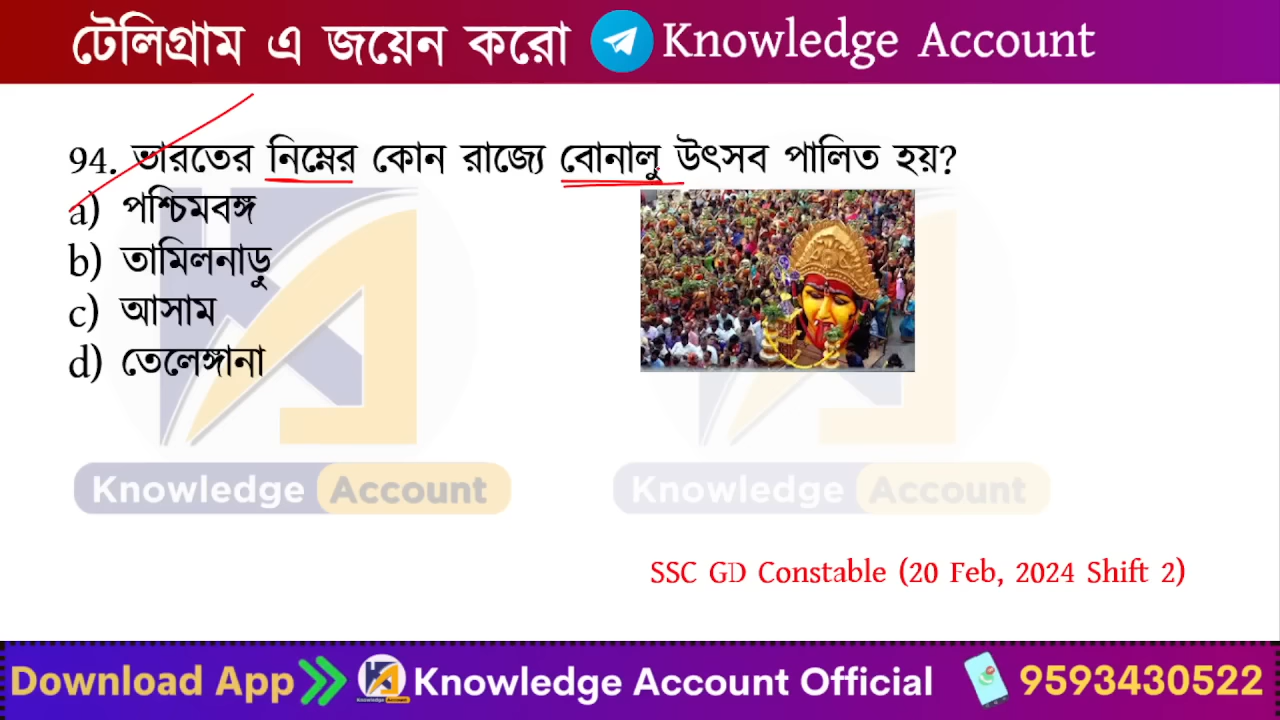 টেলিগ্রাম এ জয়েন করো Knowledge Account
94. ভারতের নিম্নের কোন রাজ্যে বোনালু উৎসব পালিত হয়?
a) পশ্চিমবঙ্গ
b) তামিলনাড়ু
c) আসাম
d) তেলেঙ্গানা
Knowledge Account
Knowledge Account
SSC GD Constable (20 Feb, 2024 Shift 2)
Download App Knowledge Account Official 9593430522